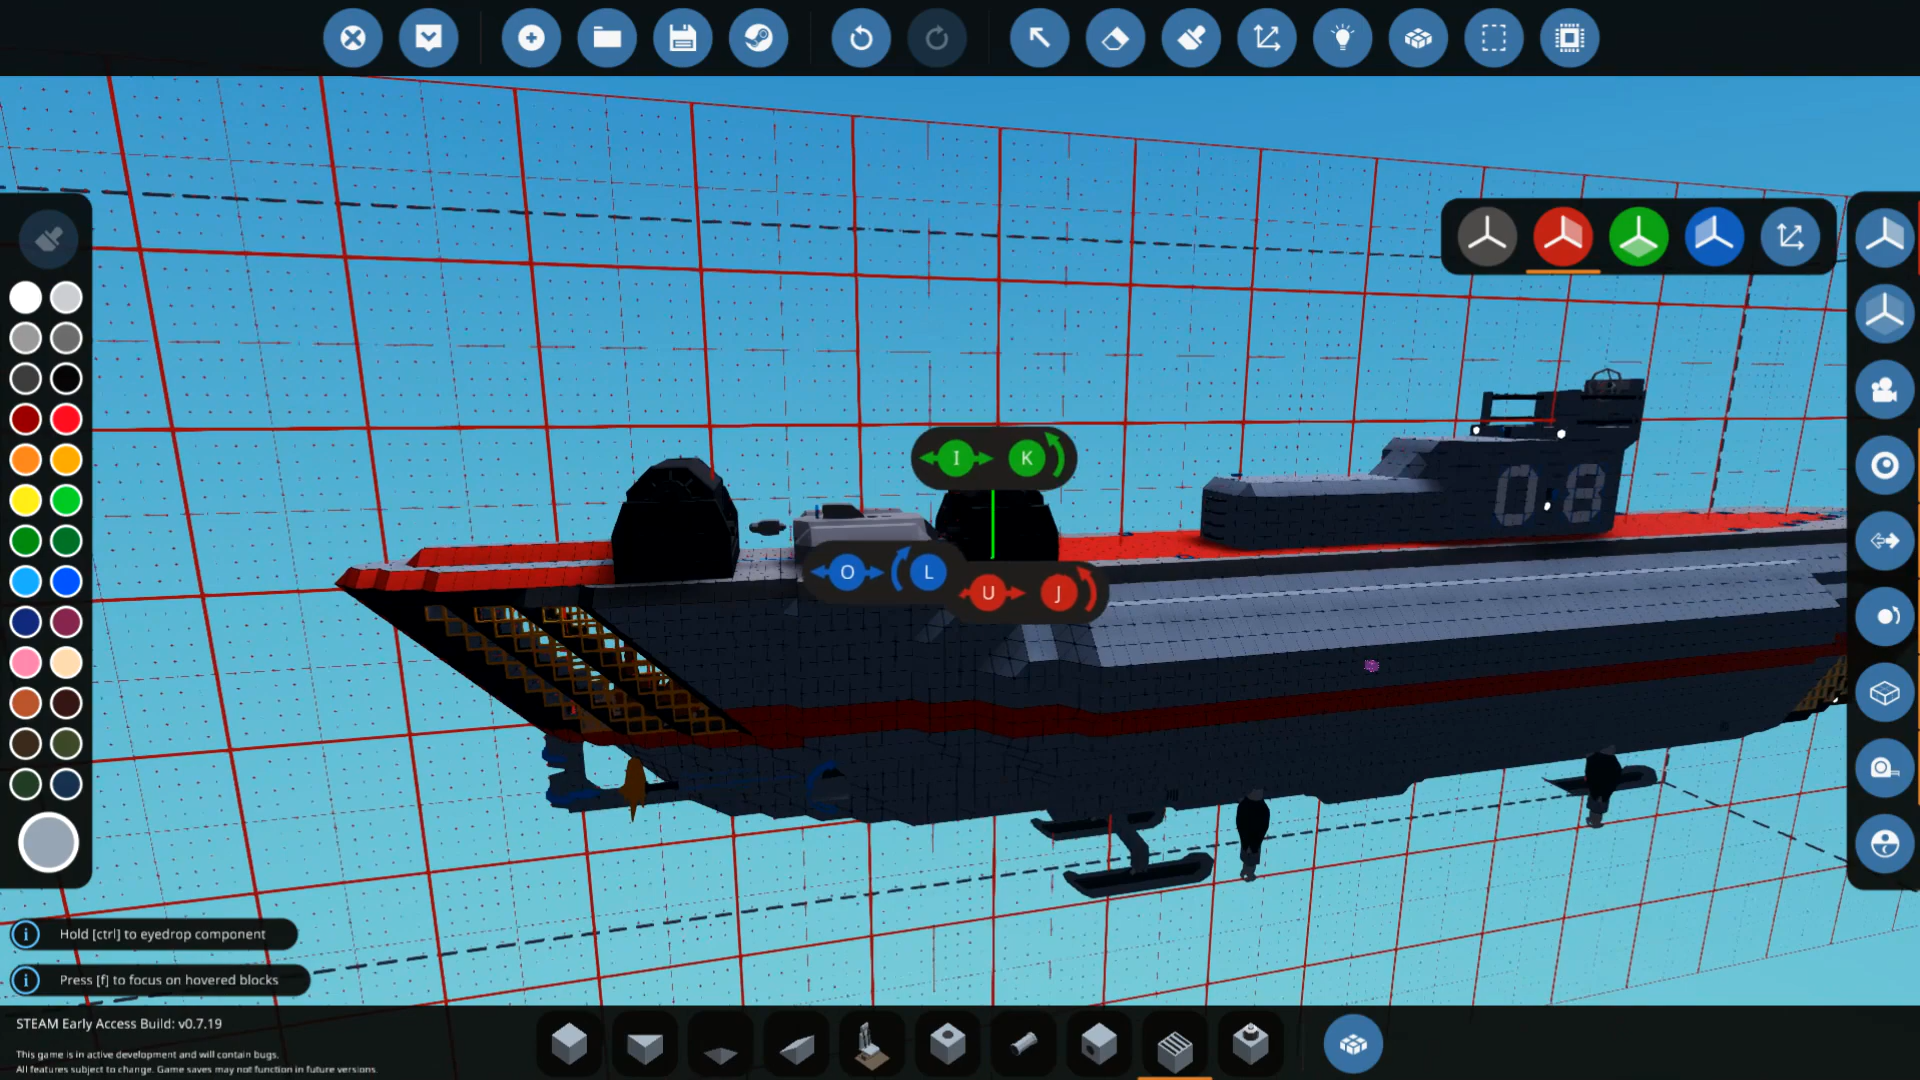 I K
O L
U J
08
Hold [ctrl] to eyedrop component
Press [f] to focus on hovered blocks
STEAM Early Access Build: v0.7.19
This game is in active development and will contain bugs.
All features subject to change. Game saves may not function in future versions.